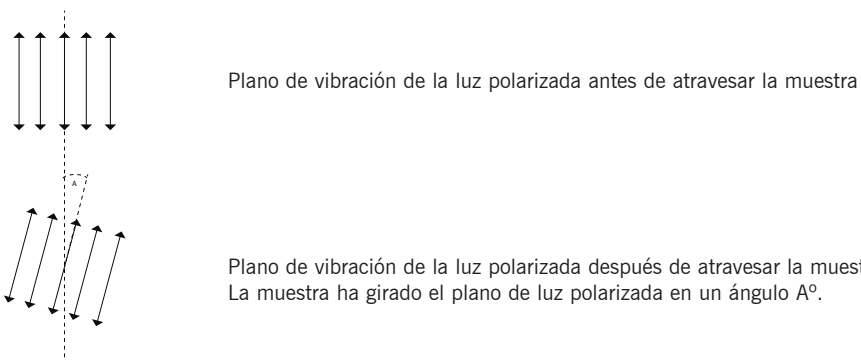 Plano de vibración de la luz polarizada antes de atravesar la muestra
A
Plano de vibración de la luz polarizada después de atravesar la
La muestra ha girado el plano de luz polarizada en un ángulo Aº.